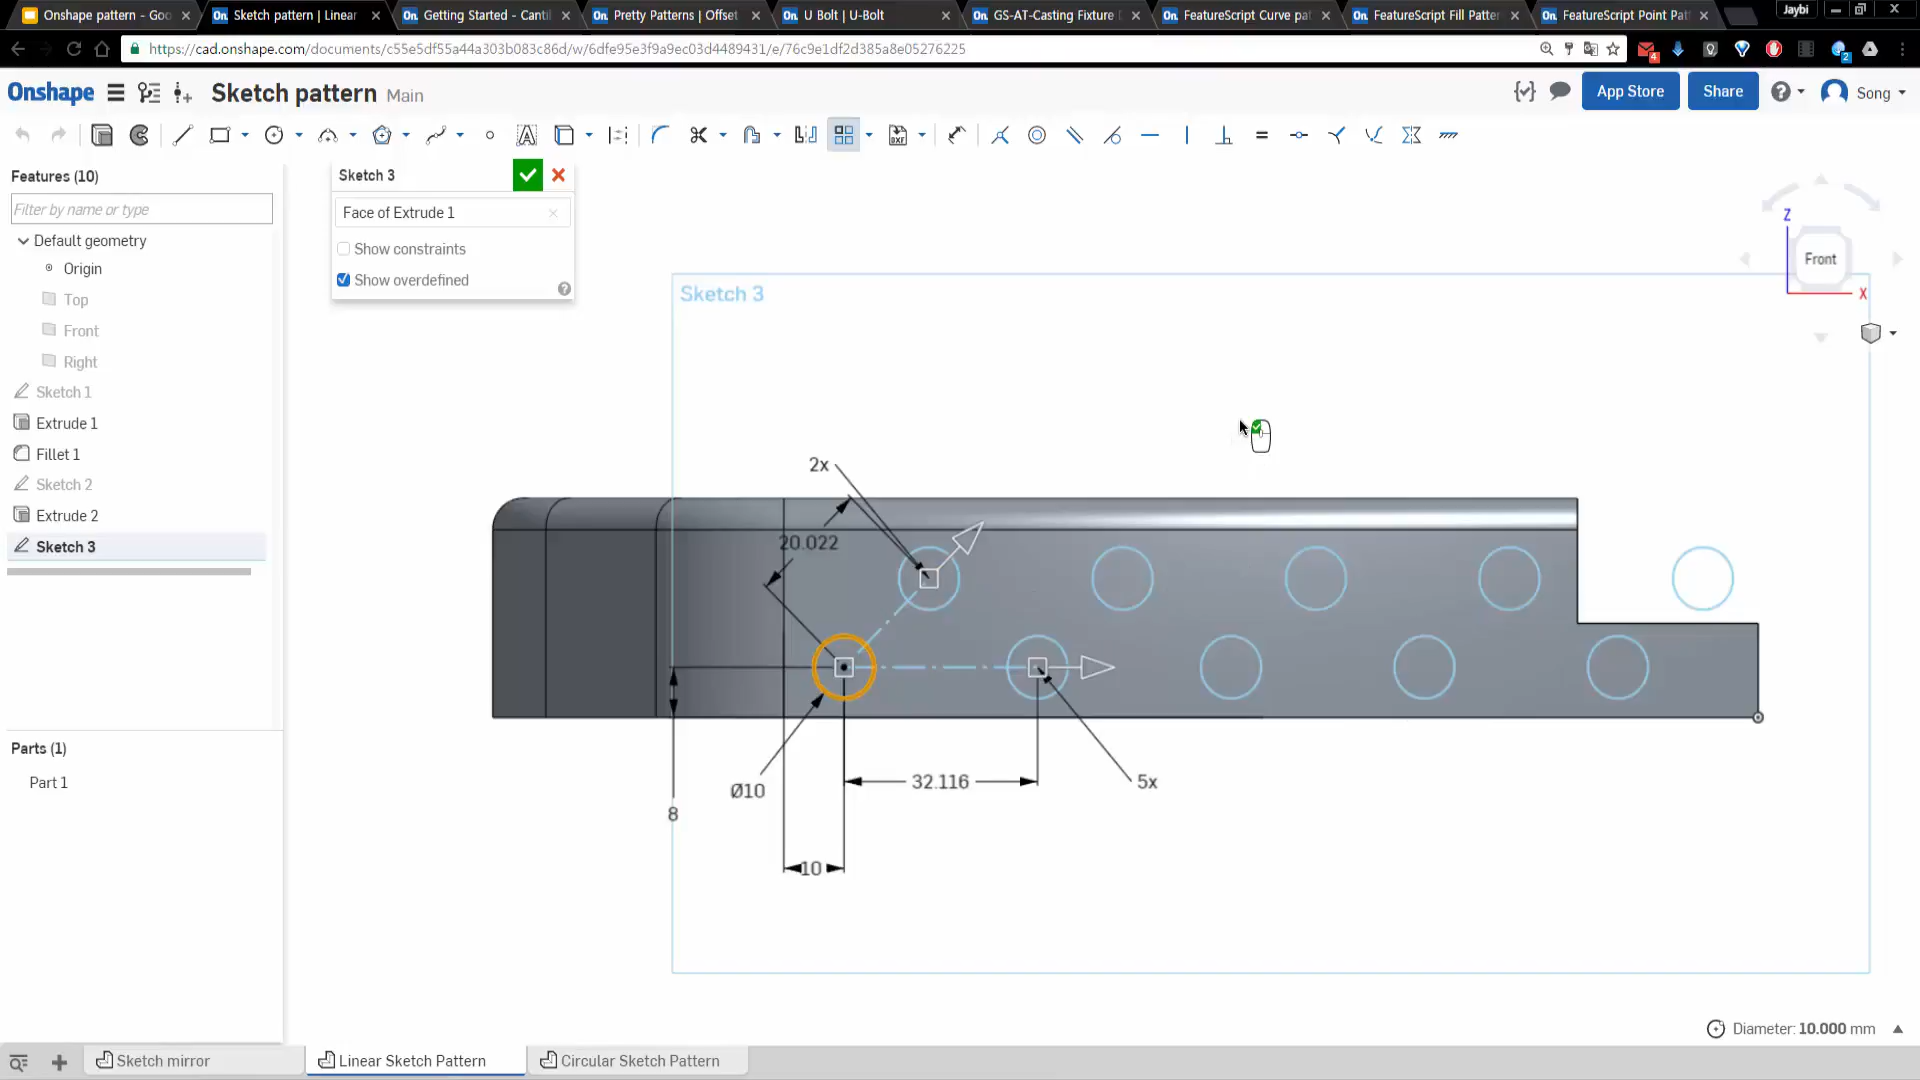 Onshape pattern - Goo
Sketch pattern | Linear
Getting Started - Canti
Pretty Patterns | Offset
U Bolt | U-Bolt
GS-AT-Casting Fixture
FeatureScript Curve pat
FeatureScript Fill Patter
FeatureScript Point Pat
Jaybi
https://cad.onshape.com/documents/c55e5df55a44a303b083c86d/w/6dfe95e3f9a9ec03d4489431/e/76c9e1df2d385a8e05276225
4
2
Onshape
Sketch pattern Main
App Store
Share
Song
DXF
Features (10)
Filter by name or type
Default geometry
Origin
Top
Front
Right
Sketch 1
Extrude 1
Fillet 1
Sketch 2
Extrude 2
Sketch 3
Parts (1)
Part 1
Sketch 3
Face of Extrude 1
Show constraints
Show overdefined
Sketch 3
Z
Front
X
2x
20.022
Ø10
32.116
5x
8
10
Diameter: 10.000 mm
Sketch mirror
Linear Sketch Pattern
Circular Sketch Pattern